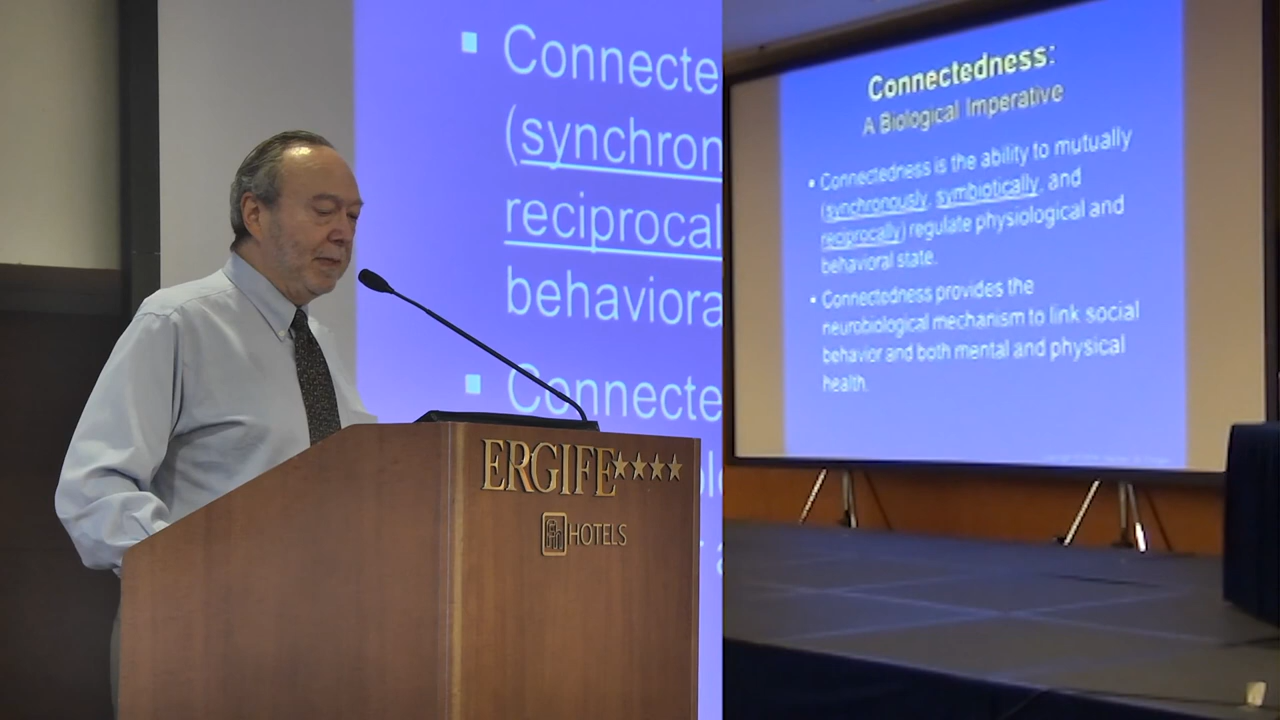 Connecte
(synchron
reciprocal
behaviora
Connecte
ERGIFE★★★★
HOTELS
Connectedness:
A Biological Imperative
Connectedness is the ability to mutually
(synchronously, symbiotically, and
reciprocally) regulate physiological and
behavioral state.
Connectedness provides the
neurobiological mechanism to link social
behavior and both mental and physical
health.